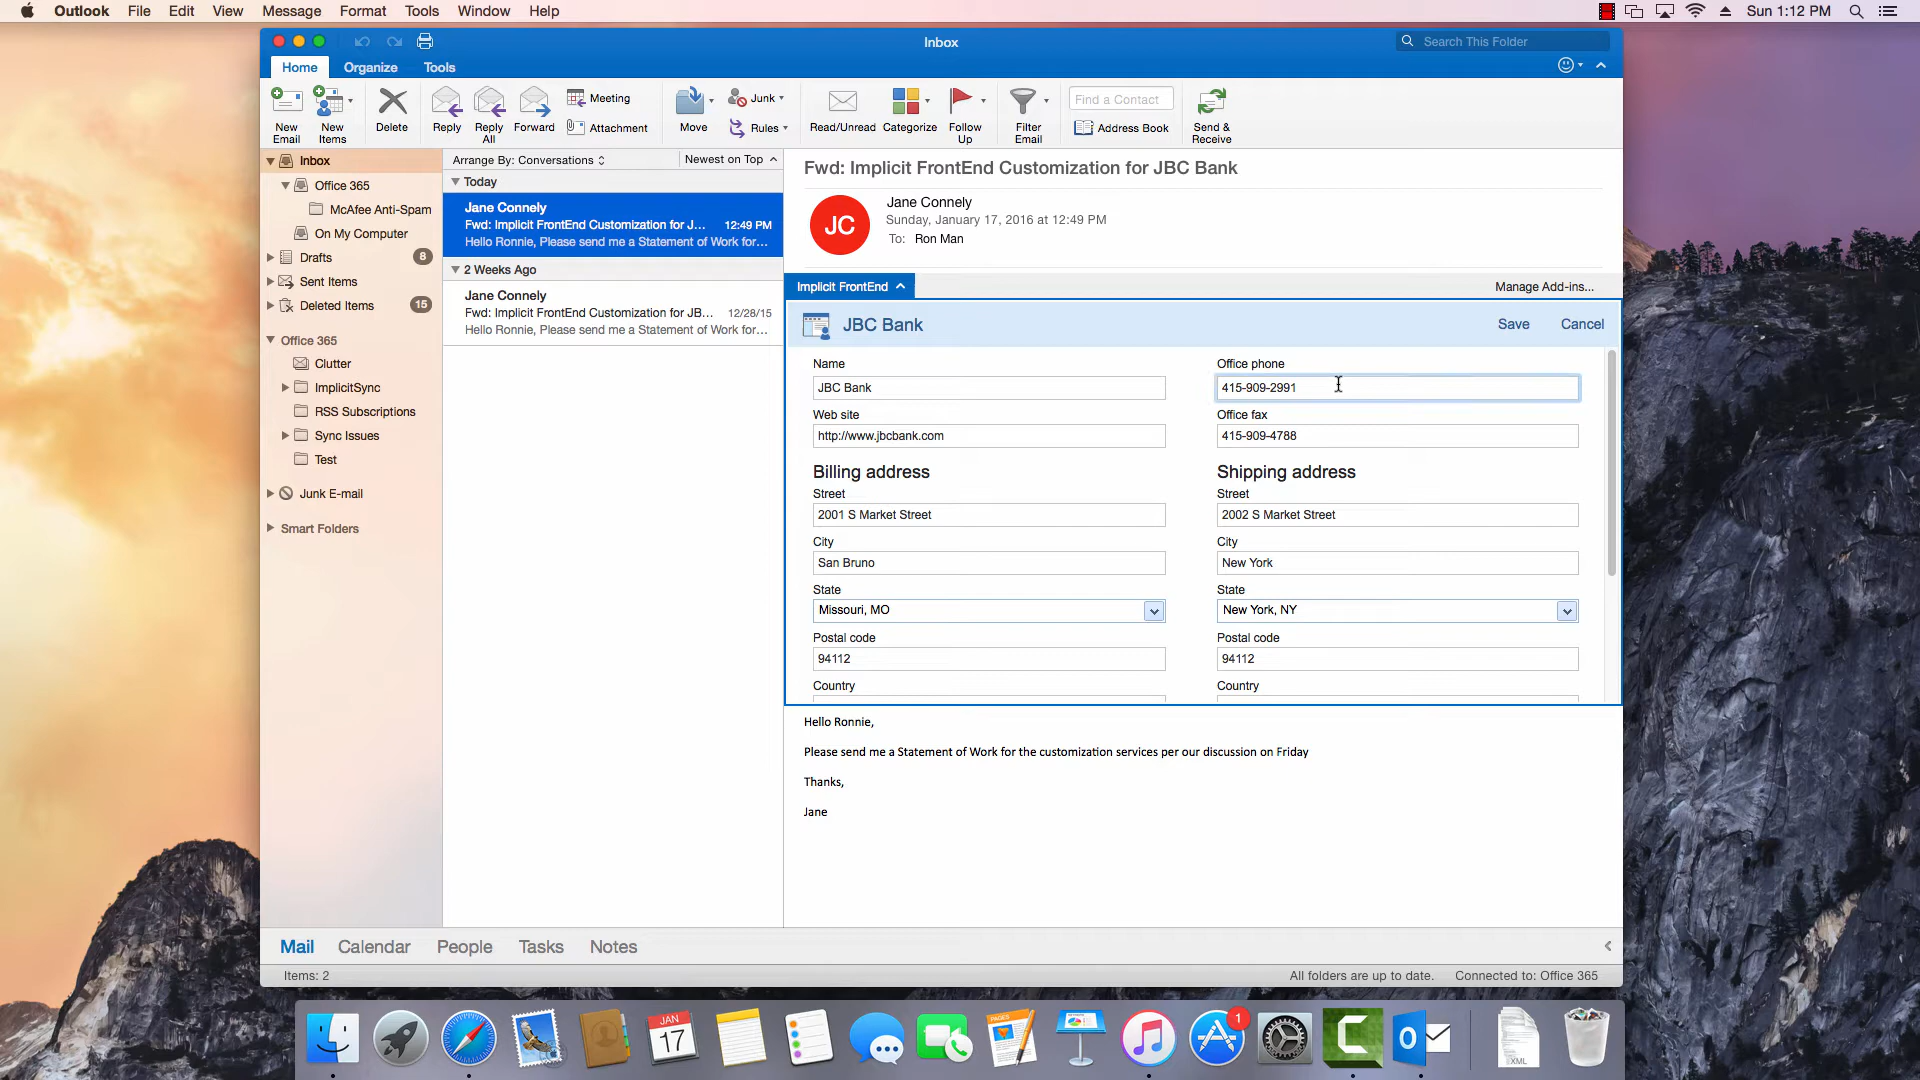 Outlook File Edit View Message Format Tools Window Help Sun 1:12 PM
Inbox Search This Folder
Home Organize Tools
New Email
New Items
Delete
Reply
Reply All
Forward
Meeting
Attachment
Move
Junk
Rules
Read/Unread
Categorize
Follow Up
Filter Email
Find a Contact
Address Book
Send & Receive
Inbox
Office 365
McAfee Anti-Spam
On My Computer
Drafts 8
Sent Items
Deleted Items 15
Office 365
Clutter
ImplicitSync
RSS Subscriptions
Sync Issues
Test
Junk E-mail
Smart Folders
Arrange By: Conversations Newest on Top
Today
Jane Connely
Fwd: Implicit FrontEnd Customization for J... 12:49 PM
Hello Ronnie, Please send me a Statement of Work for...
2 Weeks Ago
Jane Connely
Fwd: Implicit FrontEnd Customization for JB... 12/28/15
Hello Ronnie, Please send me a Statement of Work for...
Fwd: Implicit FrontEnd Customization for JBC Bank
JC
Jane Connely
Sunday, January 17, 2016 at 12:49 PM
To: Ron Man
Implicit FrontEnd Manage Add-ins...
JBC Bank Save Cancel
Name Office phone
JBC Bank 415-909-2991
Web site Office fax
http://www.jbcbank.com 415-909-4788
Billing address Shipping address
Street Street
2001 S Market Street 2002 S Market Street
City City
San Bruno New York
State State
Missouri, MO New York, NY
Postal code Postal code
94112 94112
Country Country
Hello Ronnie,
Please send me a Statement of Work for the customization services per our discussion on Friday
Thanks,
Jane
Mail Calendar People Tasks Notes
Items: 2 All folders are up to date. Connected to: Office 365
JAN
17
PAGES
1
XML